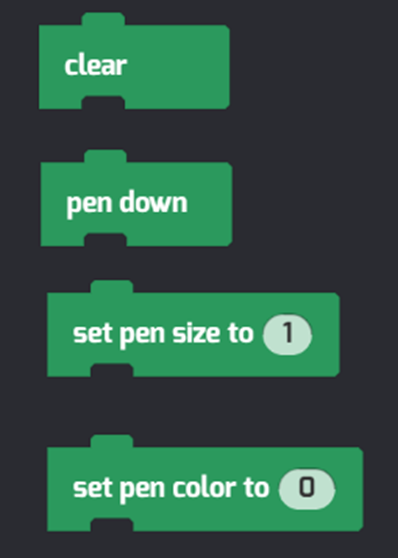 clear
pen down
set pen size to 1
set pen color to 0